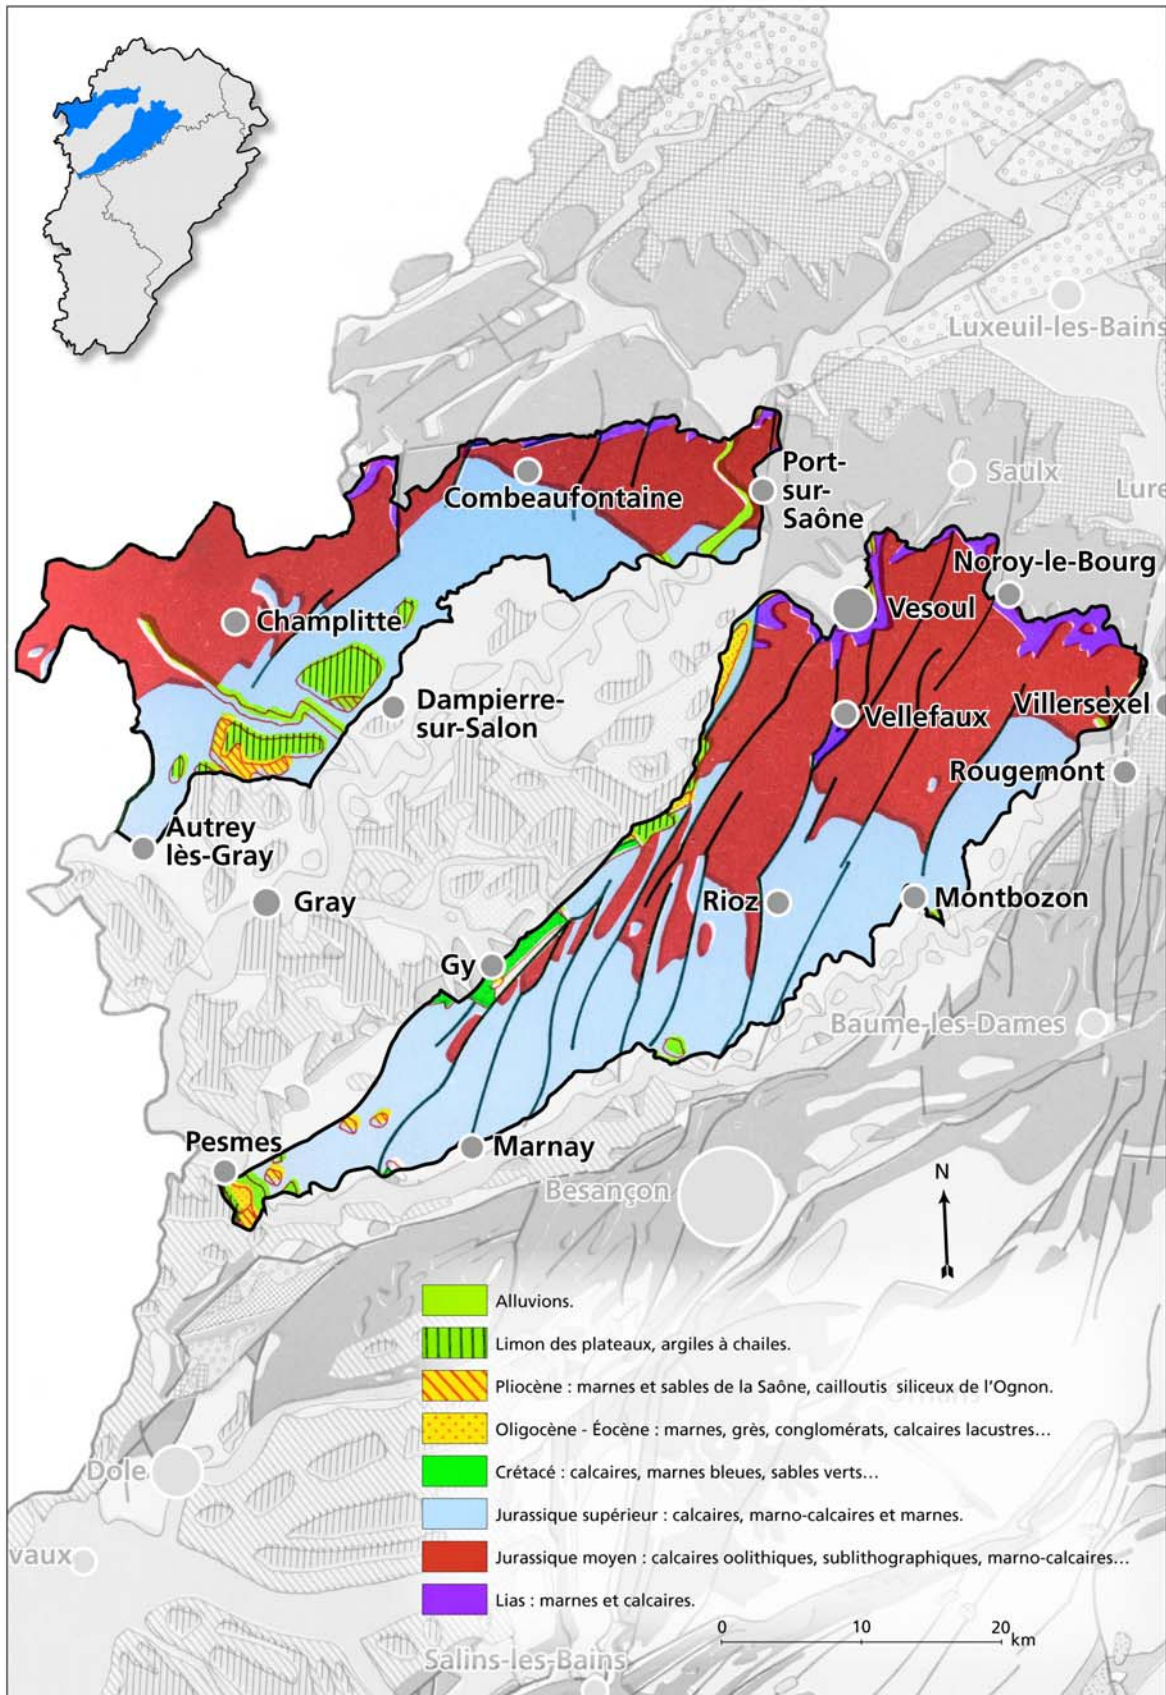 Luxeuil-les-Bains
Saulx
Lure
Port-
sur-
Saône
Combeaufontaine
Noroy-le-Bourg
Vesoul
Champlitte
Dampierre-
sur-Salon
Vellefaux
Villersexel
Rougemont
Autrey
lès-Gray
Gray
Rioz
Montbozon
Gy
Baume-les-Dames
Pesmes
Marnay
Besançon
N
Alluvions.
Limon des plateaux, argiles à chailes.
Pliocène : marnes et sables de la Saône, cailloutis siliceux de l'Ognon.
Oligocène - Éocène : marnes, grès, conglomérats, calcaires lacustres…
Dole
Crétacé : calcaires, marnes bleues, sables verts…
Jurassique supérieur : calcaires, marno-calcaires et marnes.
vaux
Jurassique moyen : calcaires oolithiques, sublithographiques, marno-calcaires…
Lias : marnes et calcaires.
0 10 20 km
Salins-les-Bains